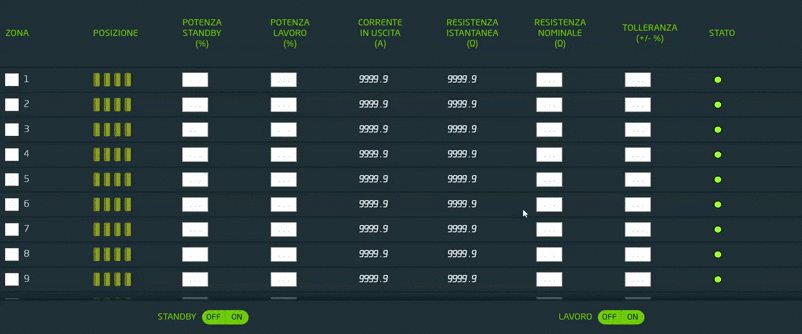 ZONA POSIZIONE POTENZA STANDBY (%) POTENZA LAVORO (%) CORRENTE IN USCITA (A) RESISTENZA ISTANTANEA (Ω) RESISTENZA NOMINALE (Ω) TOLLERANZA (+/- %) STATO
1 ... ... 9999.9 9999.9 ... ...
2 ... ... 9999.9 9999.9 ... ...
3 ... ... 9999.9 9999.9 ... ...
4 ... ... 9999.9 9999.9 ... ...
5 ... ... 9999.9 9999.9 ... ...
6 ... ... 9999.9 9999.9 ... ...
7 ... ... 9999.9 9999.9 ... ...
8 ... ... 9999.9 9999.9 ... ...
9 ... ... 9999.9 9999.9 ... ...
STANDBY OFF ON LAVORO OFF ON